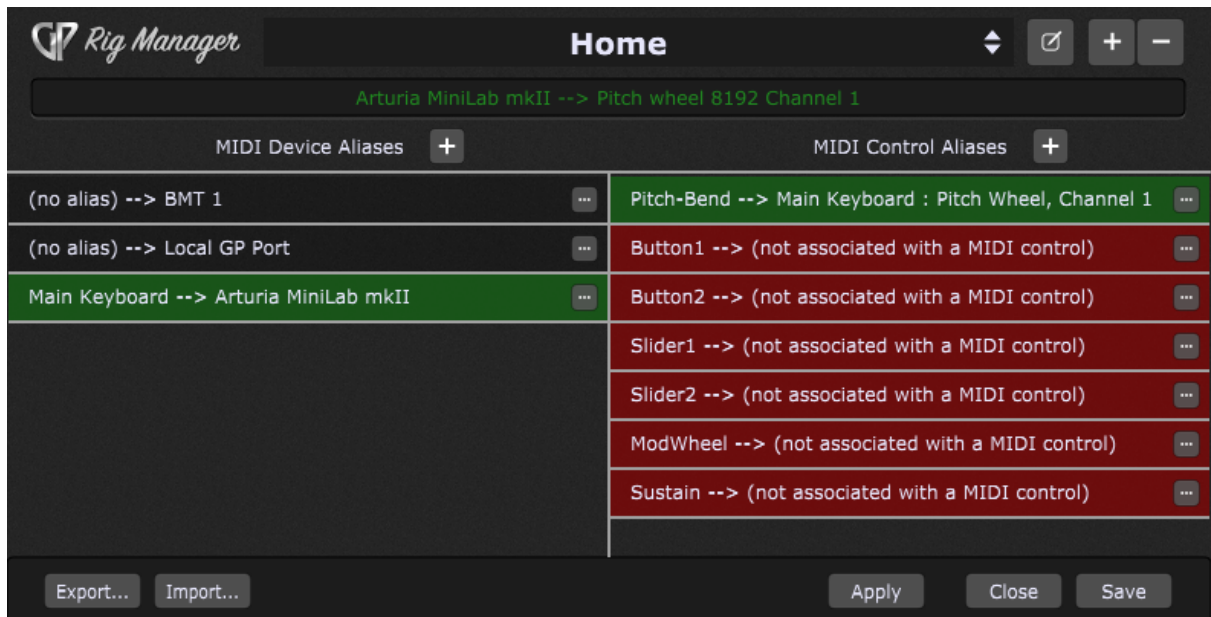 GP Rig Manager
Home
Arturia MiniLab mkII --> Pitch wheel 8192 Channel 1
MIDI Device Aliases +
MIDI Control Aliases +
(no alias) --> BMT 1 ...
(no alias) --> Local GP Port ...
Main Keyboard --> Arturia MiniLab mkII ...
Pitch-Bend --> Main Keyboard : Pitch Wheel, Channel 1 ...
Button1 --> (not associated with a MIDI control) ...
Button2 --> (not associated with a MIDI control) ...
Slider1 --> (not associated with a MIDI control) ...
Slider2 --> (not associated with a MIDI control) ...
ModWheel --> (not associated with a MIDI control) ...
Sustain --> (not associated with a MIDI control) ...
Export... Import... Apply Close Save